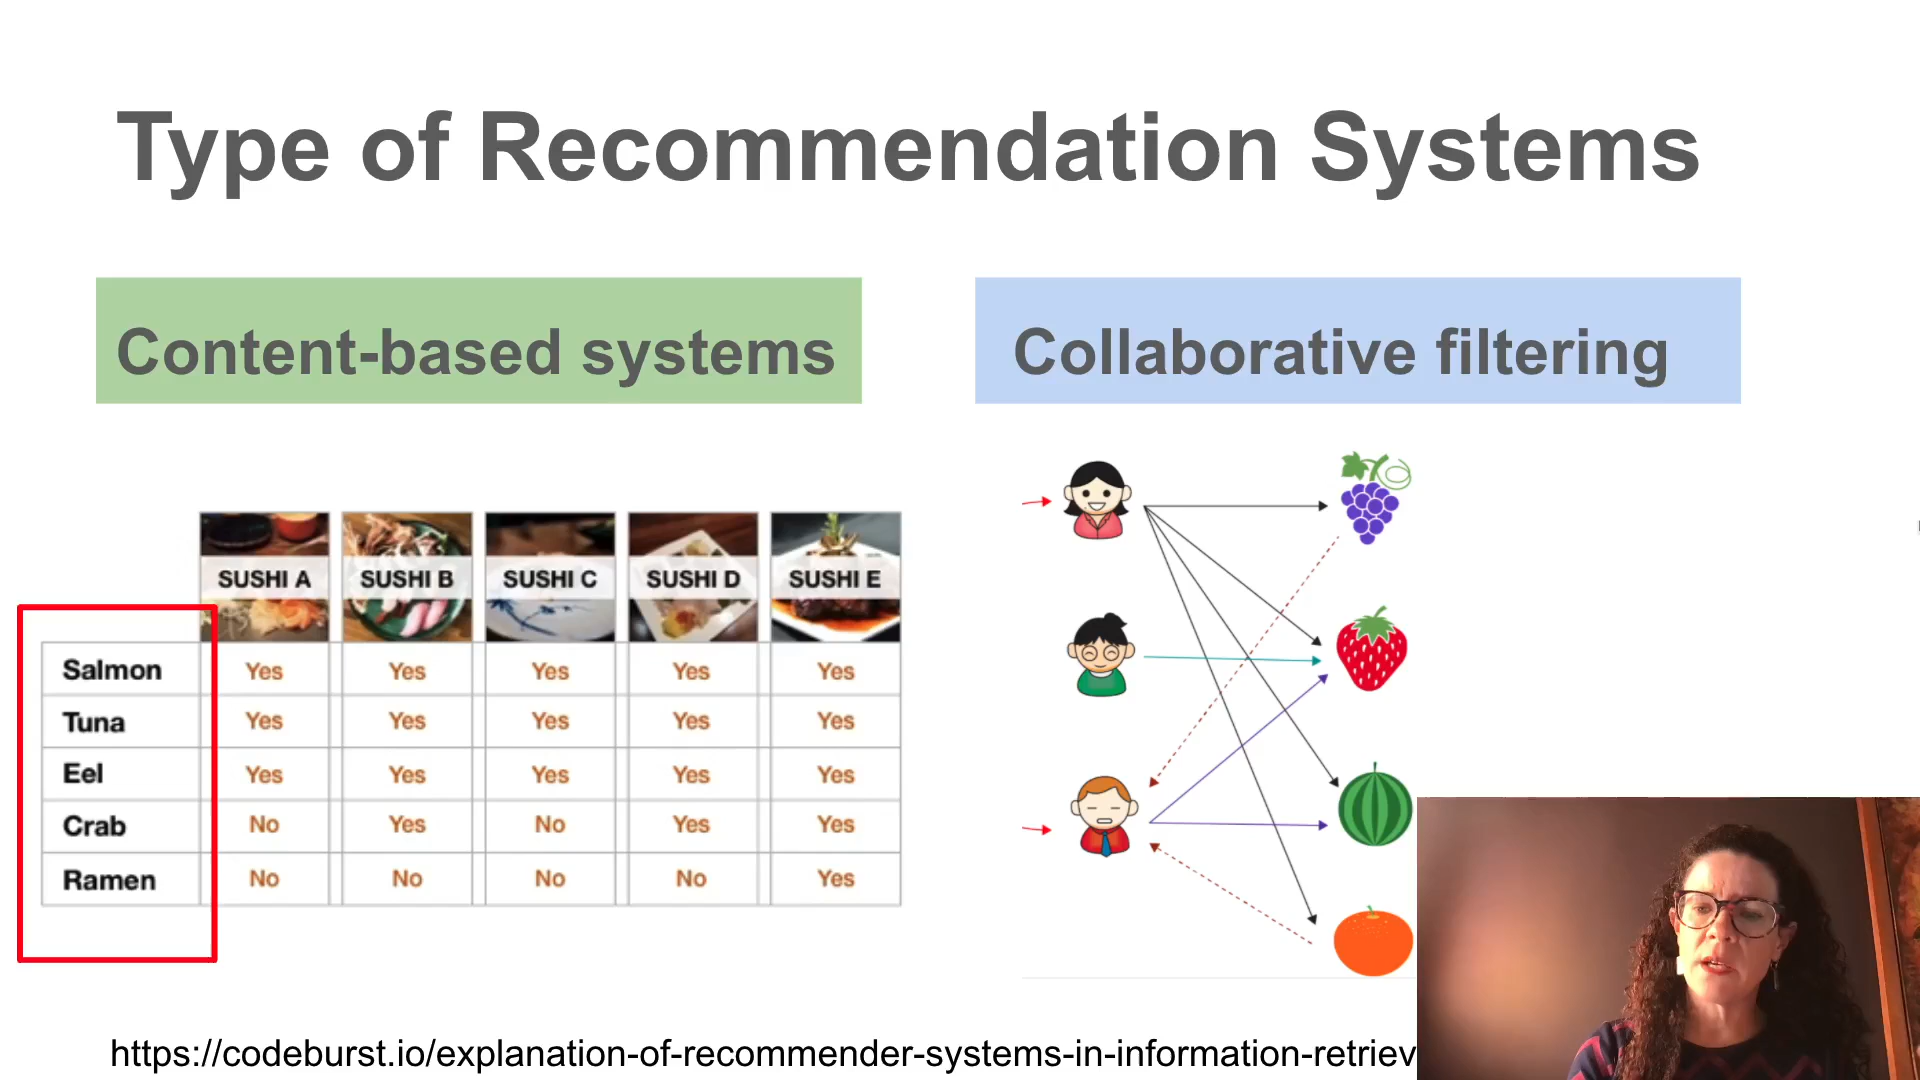 Type of Recommendation Systems
Content-based systems
Collaborative filtering
SUSHI A SUSHI B SUSHI C SUSHI D SUSHI E
Salmon Yes Yes Yes Yes Yes
Tuna Yes Yes Yes Yes Yes
Eel Yes Yes Yes Yes Yes
Crab No Yes No Yes Yes
Ramen No No No No Yes
https://codeburst.io/explanation-of-recommender-systems-in-information-retriev